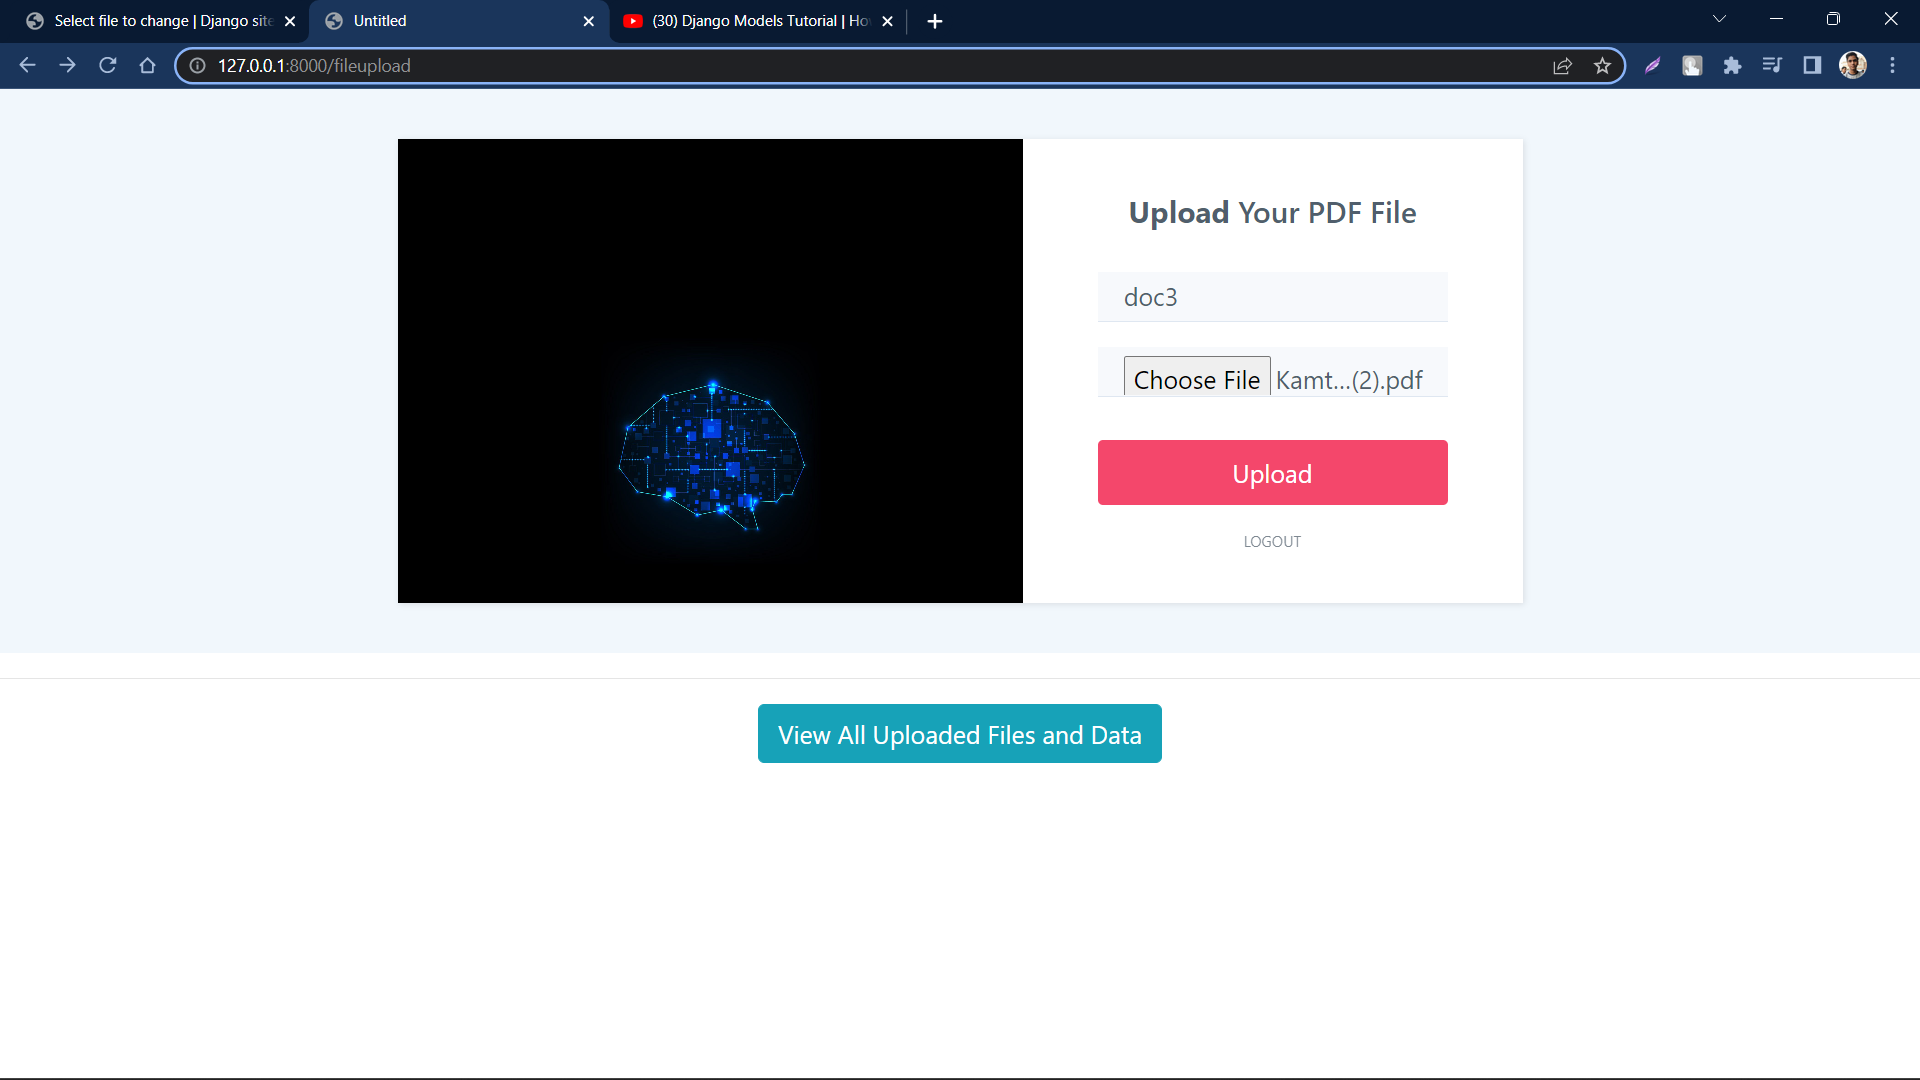 Select file to change | Django site
Untitled
(30) Django Models Tutorial | Ho
127.0.0.1:8000/fileupload
Upload Your PDF File
doc3
Choose File Kamt...(2).pdf
Upload
LOGOUT
View All Uploaded Files and Data